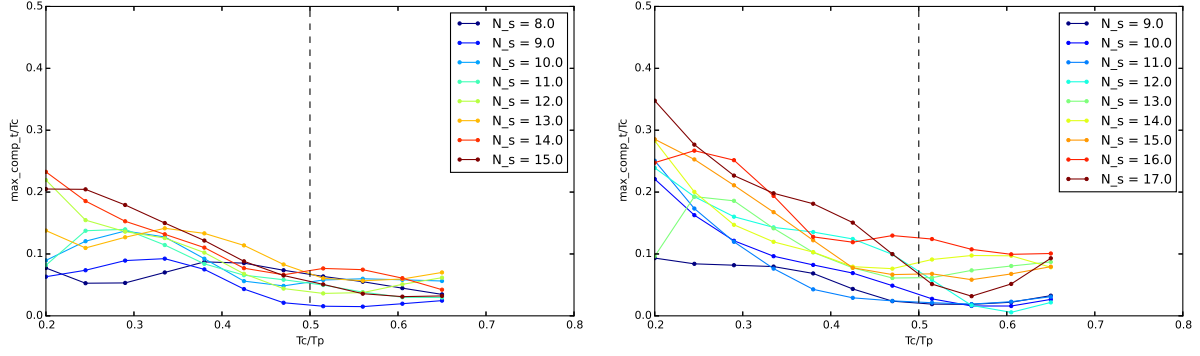 0.5
0.4
0.3
0.2
0.1
0.0
max_comp_t/Tc
0.2 0.3 0.4 0.5 0.6 0.7 0.8
Tc/Tp
N_s = 8.0
N_s = 9.0
N_s = 10.0
N_s = 11.0
N_s = 12.0
N_s = 13.0
N_s = 14.0
N_s = 15.0
0.5
0.4
0.3
0.2
0.1
0.0
max_comp_t/Tc
0.2 0.3 0.4 0.5 0.6 0.7 0.8
Tc/Tp
N_s = 9.0
N_s = 10.0
N_s = 11.0
N_s = 12.0
N_s = 13.0
N_s = 14.0
N_s = 15.0
N_s = 16.0
N_s = 17.0